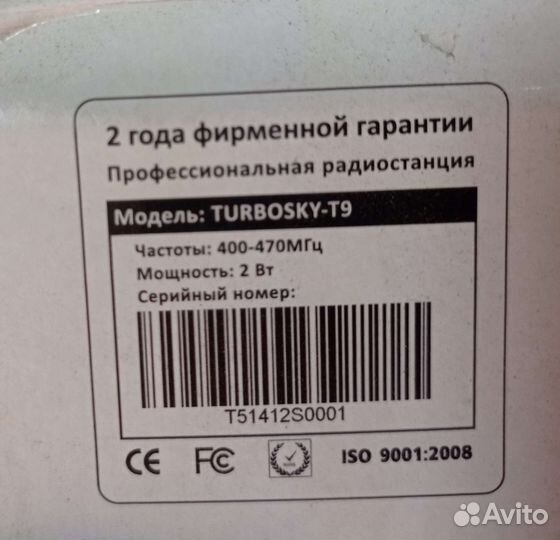 2 года фирменной гарантии
Профессиональная радиостанция
Модель: TURBOSKY-T9
Частоты: 400-470МГц
Мощность: 2 Вт
Серийный номер:
T51412S0001
CE FC ISO 9001:2008
Avito